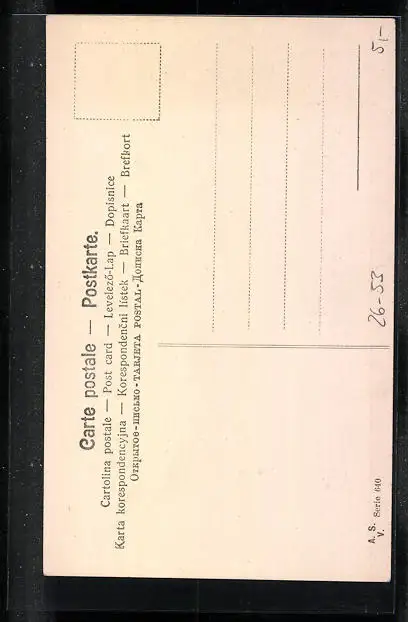 Carte postale — Postkarte.
Cartolina postale — Post card — Levelező-Lap — Dopisnice
Karta korespondencyjna — Korespondenční lístek — Briefkaart — Brefkort
Открытое-письмо-TARJETA POSTAL-Дописна Карта
5,-
26-53
A. S.
V. Serie 640